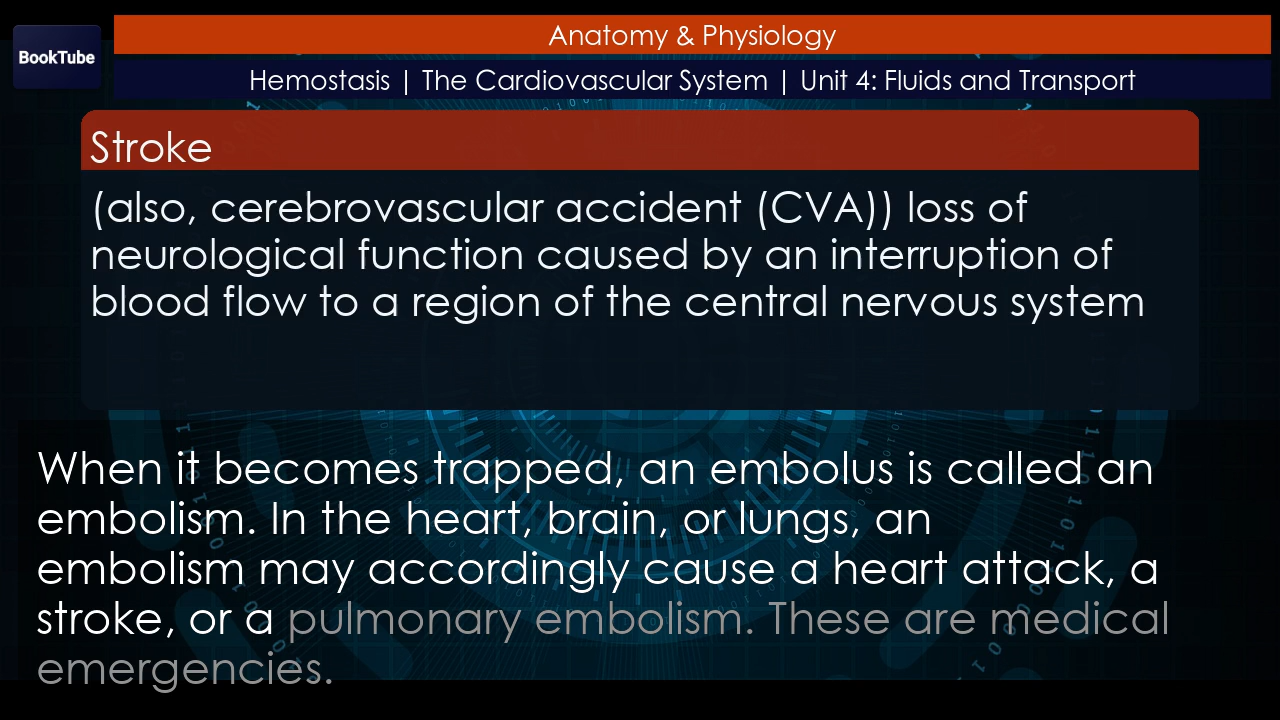 BookTube
Anatomy & Physiology
Hemostasis | The Cardiovascular System | Unit 4: Fluids and Transport
Stroke
(also, cerebrovascular accident (CVA)) loss of
neurological function caused by an interruption of
blood flow to a region of the central nervous system
When it becomes trapped, an embolus is called an
embolism. In the heart, brain, or lungs, an
embolism may accordingly cause a heart attack, a
stroke, or a pulmonary embolism. These are medical
emergencies.